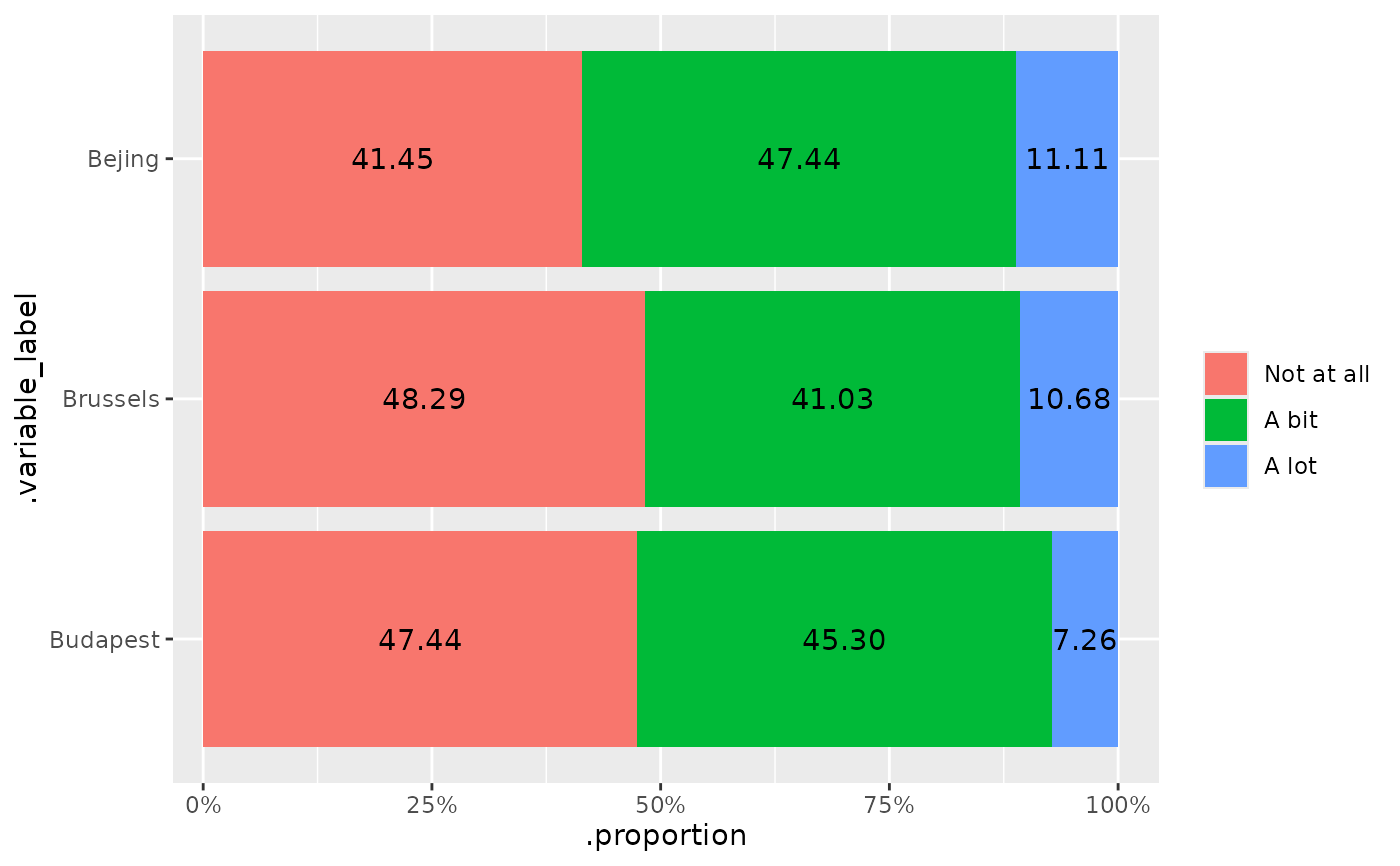 .variable_label
Bejing
41.45 47.44 11.11
Brussels
48.29 41.03 10.68
Budapest
47.44 45.30 7.26
0% 25% 50% 75% 100%
.proportion
Not at all
A bit
A lot